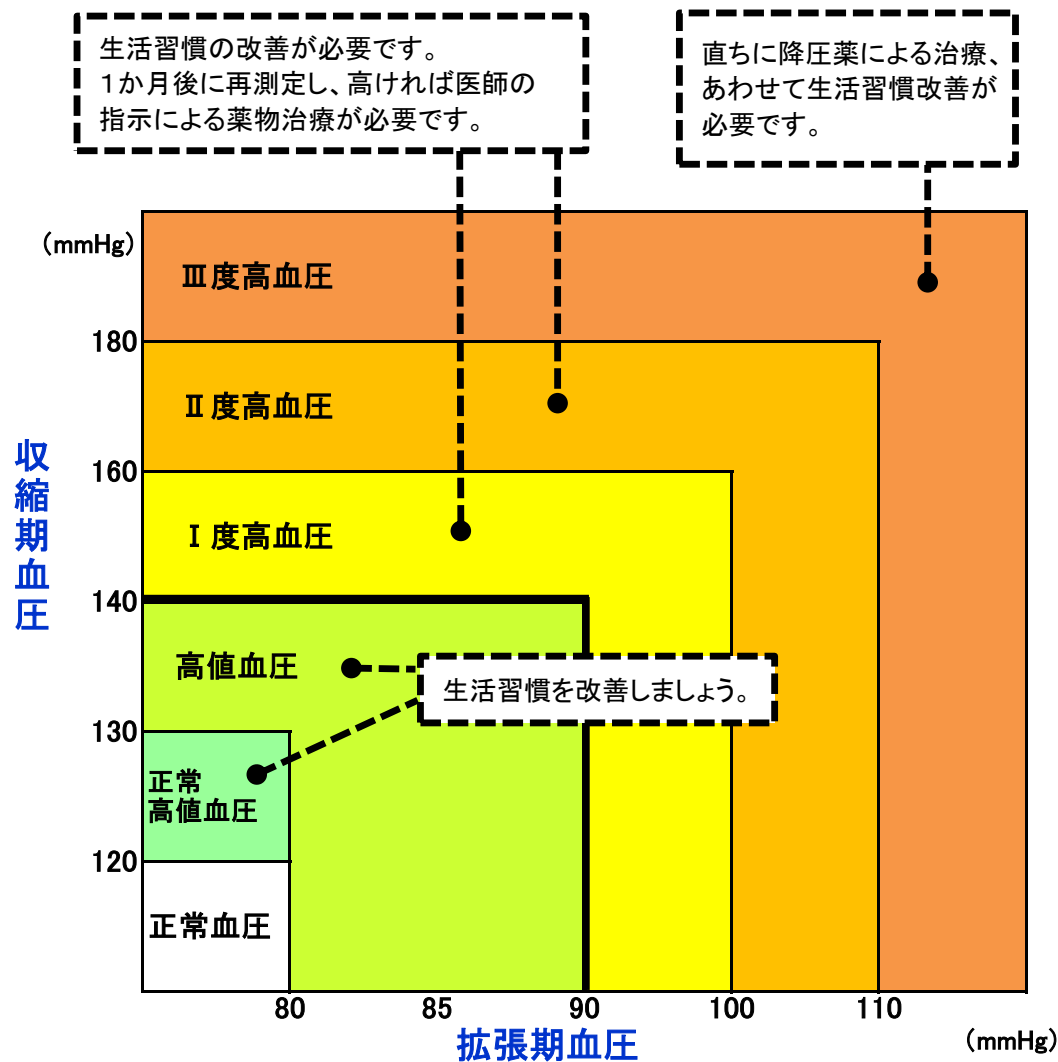 生活習慣の改善が必要です。
１か月後に再測定し、高ければ医師の
指示による薬物治療が必要です。
直ちに降圧薬による治療、
あわせて生活習慣改善が
必要です。
(mmHg)
Ⅲ度高血圧
180
Ⅱ度高血圧
160
Ⅰ度高血圧
140
高値血圧
生活習慣を改善しましょう。
130
正常
高値血圧
120
正常血圧
収縮期血圧
80
85
90
100
110
拡張期血圧
(mmHg)